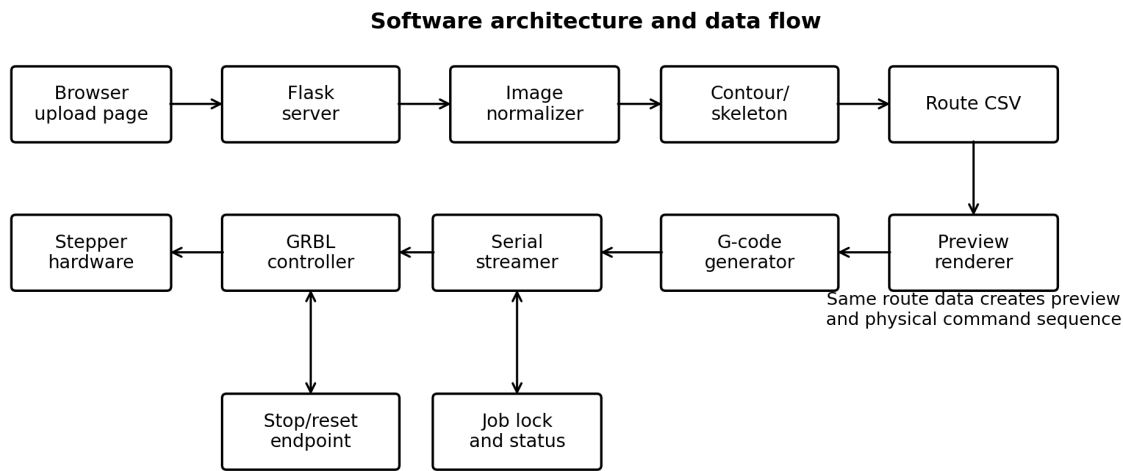 Software architecture and data flow
Browser
upload page
Flask
server
Image
normalizer
Contour/
skeleton
Route CSV
Stepper
hardware
GRBL
controller
Serial
streamer
G-code
generator
Preview
renderer
Same route data creates preview
and physical command sequence
Stop/reset
endpoint
Job lock
and status